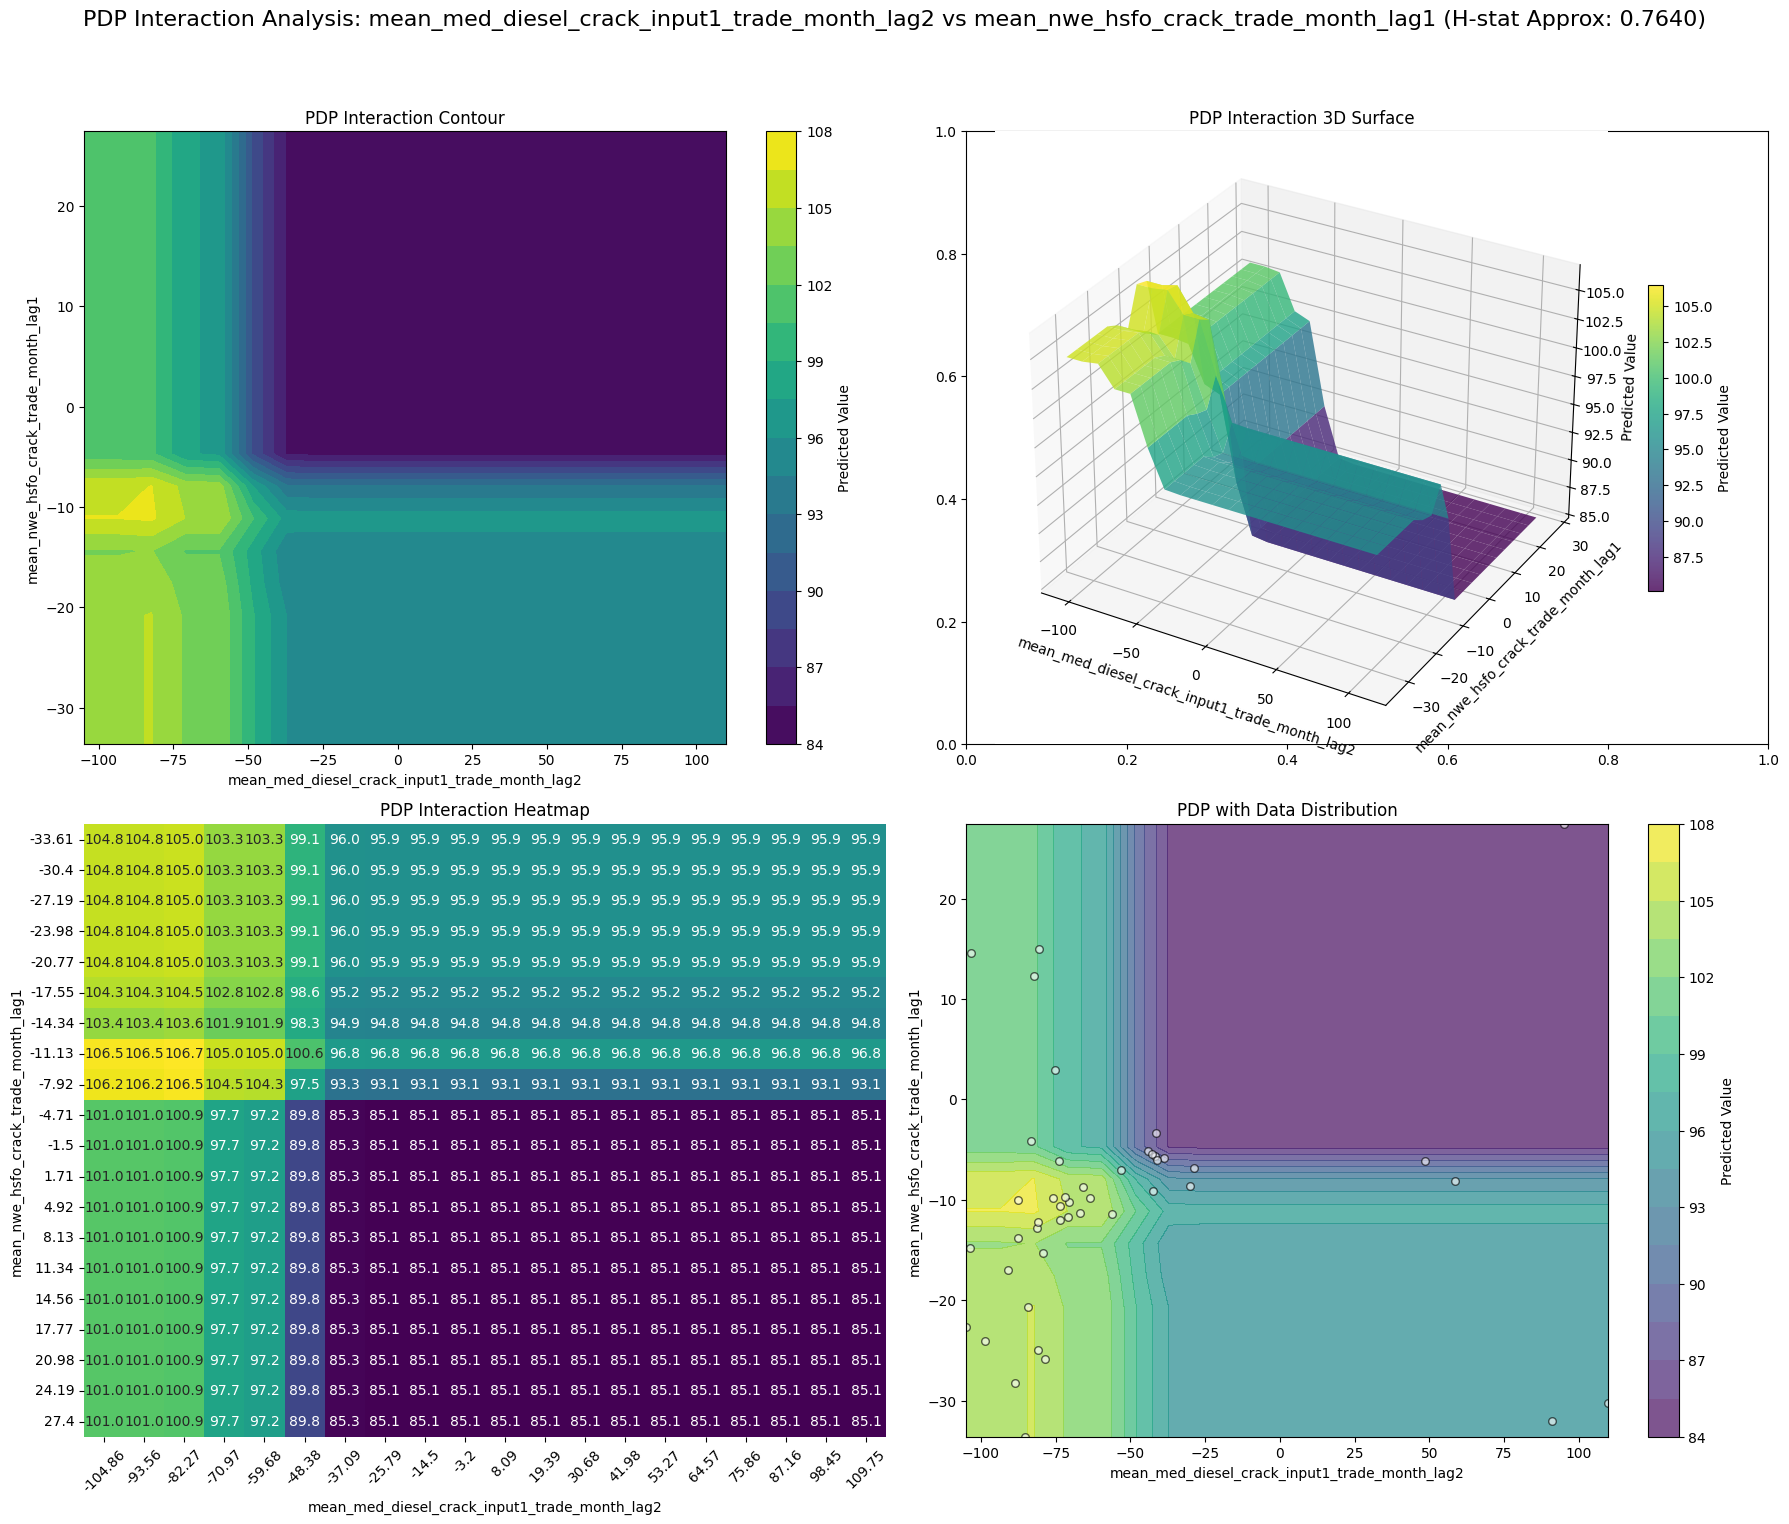 PDP Interaction Analysis: mean_med_diesel_crack_input1_trade_month_lag2 vs mean_nwe_hsfo_crack_trade_month_lag1 (H-stat Approx: 0.7640)
PDP Interaction Contour
mean_nwe_hsfo_crack_trade_month_lag1
20
10
0
−10
−20
−30
−100 −75 −50 −25 0 25 50 75 100
mean_med_diesel_crack_input1_trade_month_lag2
108
105
102
99
96
93
90
87
84
Predicted Value
PDP Interaction 3D Surface
1.0
0.8
0.6
0.4
0.2
0.0
0.0 0.2 0.4 0.6 0.8 1.0
−100 −50 0 50 100
mean_med_diesel_crack_input1_trade_month_lag2
30
20
10
0
−10
−20
−30
mean_nwe_hsfo_crack_trade_month_lag1
105.0
102.5
100.0
97.5
95.0
92.5
90.0
87.5
85.0
Predicted Value
105.0
102.5
100.0
97.5
95.0
92.5
90.0
87.5
Predicted Value
PDP Interaction Heatmap
mean_nwe_hsfo_crack_trade_month_lag1
-33.61 104.8 104.8 105.0 103.3 103.3 99.1 96.0 95.9 95.9 95.9 95.9 95.9 95.9 95.9 95.9 95.9 95.9 95.9 95.9 95.9
-30.4 104.8 104.8 105.0 103.3 103.3 99.1 96.0 95.9 95.9 95.9 95.9 95.9 95.9 95.9 95.9 95.9 95.9 95.9 95.9 95.9
-27.19 104.8 104.8 105.0 103.3 103.3 99.1 96.0 95.9 95.9 95.9 95.9 95.9 95.9 95.9 95.9 95.9 95.9 95.9 95.9 95.9
-23.98 104.8 104.8 105.0 103.3 103.3 99.1 96.0 95.9 95.9 95.9 95.9 95.9 95.9 95.9 95.9 95.9 95.9 95.9 95.9 95.9
-20.77 104.8 104.8 105.0 103.3 103.3 99.1 96.0 95.9 95.9 95.9 95.9 95.9 95.9 95.9 95.9 95.9 95.9 95.9 95.9 95.9
-17.55 104.3 104.3 104.5 102.8 102.8 98.6 95.2 95.2 95.2 95.2 95.2 95.2 95.2 95.2 95.2 95.2 95.2 95.2 95.2 95.2
-14.34 103.4 103.4 103.6 101.9 101.9 98.3 94.9 94.8 94.8 94.8 94.8 94.8 94.8 94.8 94.8 94.8 94.8 94.8 94.8 94.8
-11.13 106.5 106.5 106.7 105.0 105.0 100.6 96.8 96.8 96.8 96.8 96.8 96.8 96.8 96.8 96.8 96.8 96.8 96.8 96.8 96.8
-7.92 106.2 106.2 106.5 104.5 104.3 97.5 93.3 93.1 93.1 93.1 93.1 93.1 93.1 93.1 93.1 93.1 93.1 93.1 93.1 93.1
-4.71 101.0 101.0 100.9 97.7 97.2 89.8 85.3 85.1 85.1 85.1 85.1 85.1 85.1 85.1 85.1 85.1 85.1 85.1 85.1 85.1
-1.5 101.0 101.0 100.9 97.7 97.2 89.8 85.3 85.1 85.1 85.1 85.1 85.1 85.1 85.1 85.1 85.1 85.1 85.1 85.1 85.1
1.71 101.0 101.0 100.9 97.7 97.2 89.8 85.3 85.1 85.1 85.1 85.1 85.1 85.1 85.1 85.1 85.1 85.1 85.1 85.1 85.1
4.92 101.0 101.0 100.9 97.7 97.2 89.8 85.3 85.1 85.1 85.1 85.1 85.1 85.1 85.1 85.1 85.1 85.1 85.1 85.1 85.1
8.13 101.0 101.0 100.9 97.7 97.2 89.8 85.3 85.1 85.1 85.1 85.1 85.1 85.1 85.1 85.1 85.1 85.1 85.1 85.1 85.1
11.34 101.0 101.0 100.9 97.7 97.2 89.8 85.3 85.1 85.1 85.1 85.1 85.1 85.1 85.1 85.1 85.1 85.1 85.1 85.1 85.1
14.56 101.0 101.0 100.9 97.7 97.2 89.8 85.3 85.1 85.1 85.1 85.1 85.1 85.1 85.1 85.1 85.1 85.1 85.1 85.1 85.1
17.77 101.0 101.0 100.9 97.7 97.2 89.8 85.3 85.1 85.1 85.1 85.1 85.1 85.1 85.1 85.1 85.1 85.1 85.1 85.1 85.1
20.98 101.0 101.0 100.9 97.7 97.2 89.8 85.3 85.1 85.1 85.1 85.1 85.1 85.1 85.1 85.1 85.1 85.1 85.1 85.1 85.1
24.19 101.0 101.0 100.9 97.7 97.2 89.8 85.3 85.1 85.1 85.1 85.1 85.1 85.1 85.1 85.1 85.1 85.1 85.1 85.1 85.1
27.4 101.0 101.0 100.9 97.7 97.2 89.8 85.3 85.1 85.1 85.1 85.1 85.1 85.1 85.1 85.1 85.1 85.1 85.1 85.1 85.1
-104.86 -93.56 -82.27 -70.97 -59.68 -48.38 -37.09 -25.79 -14.5 -3.2 8.09 19.39 30.68 41.98 53.27 64.57 75.86 87.16 98.45 109.75
mean_med_diesel_crack_input1_trade_month_lag2
PDP with Data Distribution
mean_nwe_hsfo_crack_trade_month_lag1
20
10
0
−10
−20
−30
−100 −75 −50 −25 0 25 50 75 100
mean_med_diesel_crack_input1_trade_month_lag2
108
105
102
99
96
93
90
87
84
Predicted Value